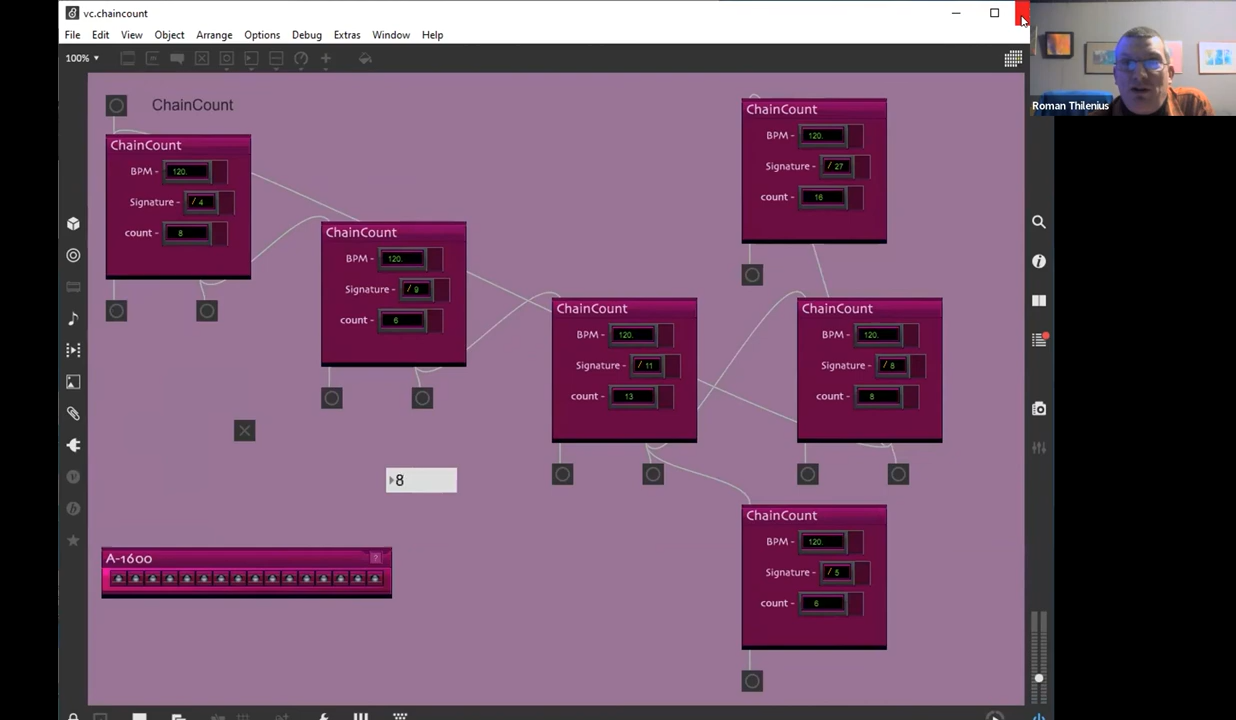 vc.chaincount
File Edit View Object Arrange Options Debug Extras Window Help
100%
Roman Thilenius
ChainCount
ChainCount
BPM - 120.
Signature - / 4
count - 8
ChainCount
BPM - 120.
Signature - / 9
count - 6
ChainCount
BPM - 120.
Signature - / 11
count - 13
ChainCount
BPM - 120.
Signature - / 27
count - 16
ChainCount
BPM - 120.
Signature - / 8
count - 8
8
ChainCount
BPM - 120.
Signature - / 5
count - 6
A-1600 ?